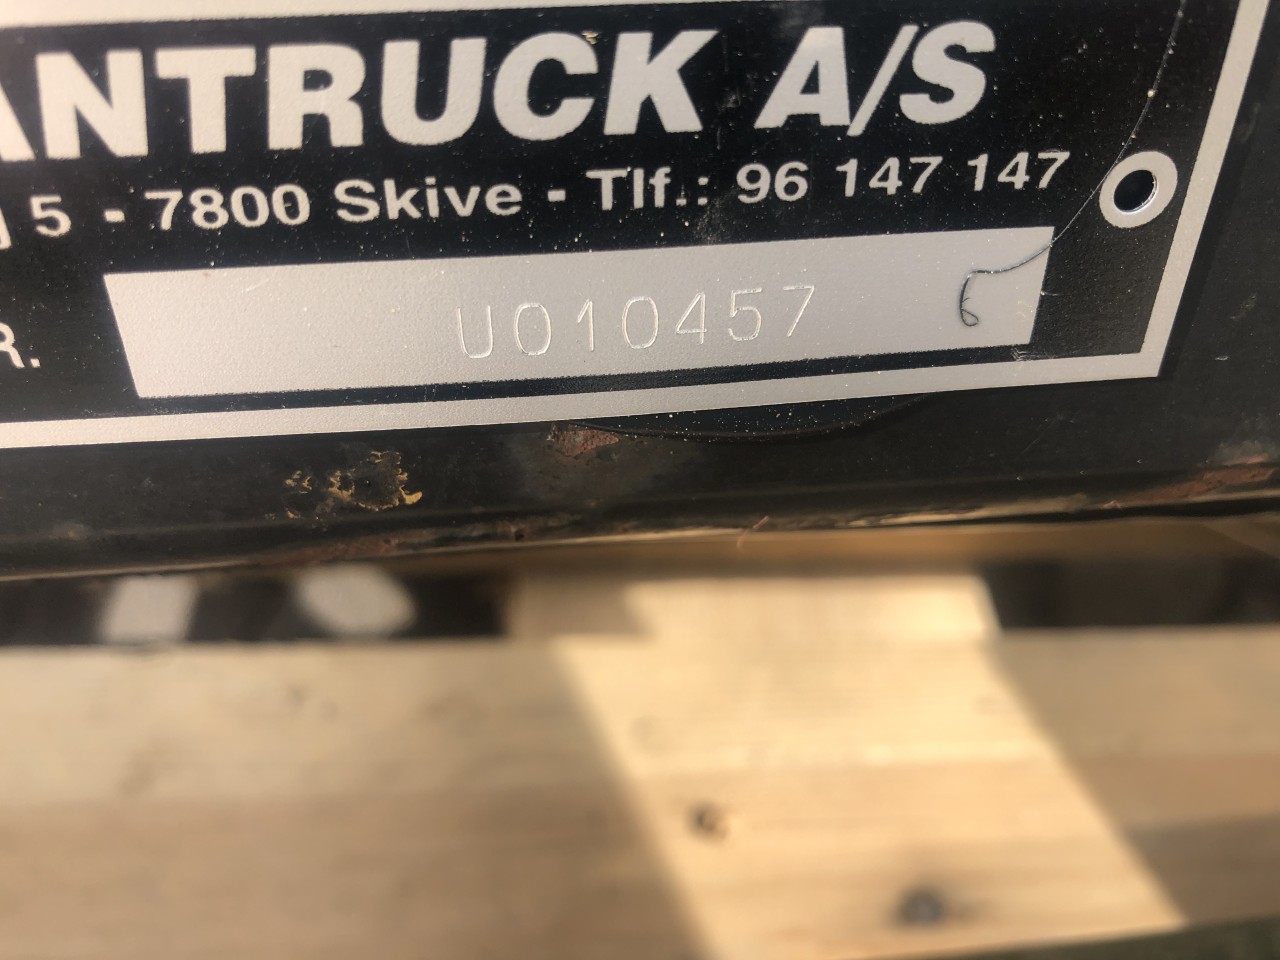 ANTRUCK A/S
5 - 7800 Skive - Tlf.: 96 147 147
R. U010457